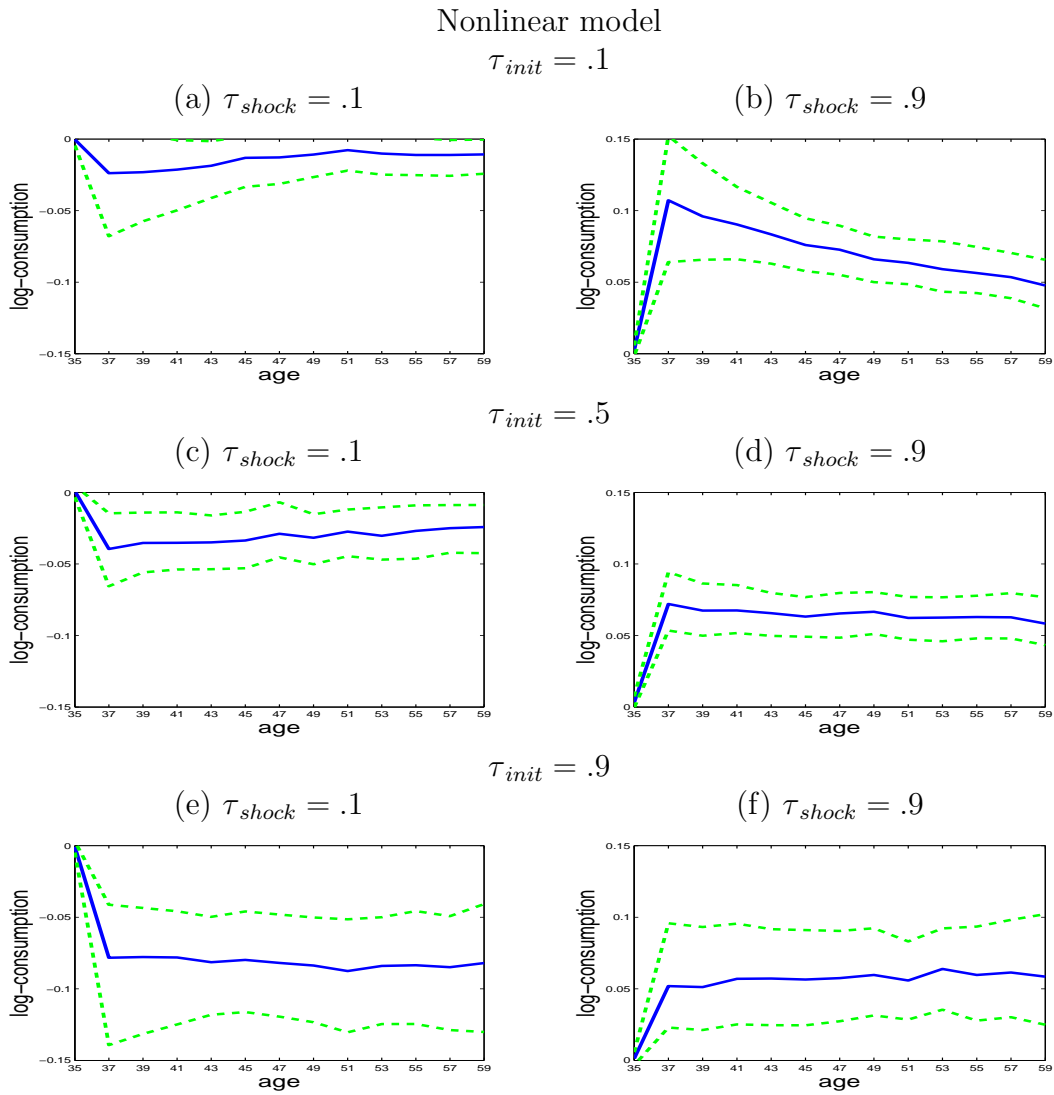 Nonlinear model
τ_init = .1
(a) τ_shock = .1
(b) τ_shock = .9
log−consumption
0
−0.05
−0.1
−0.15
35 37 39 41 43 45 47 49 51 53 55 57 59
age
log−consumption
0.15
0.1
0.05
0
35 37 39 41 43 45 47 49 51 53 55 57 59
age
τ_init = .5
(c) τ_shock = .1
(d) τ_shock = .9
log−consumption
0
−0.05
−0.1
−0.15
35 37 39 41 43 45 47 49 51 53 55 57 59
age
log−consumption
0.15
0.1
0.05
0
35 37 39 41 43 45 47 49 51 53 55 57 59
age
τ_init = .9
(e) τ_shock = .1
(f) τ_shock = .9
log−consumption
0
−0.05
−0.1
−0.15
35 37 39 41 43 45 47 49 51 53 55 57 59
age
log−consumption
0.15
0.1
0.05
0
35 37 39 41 43 45 47 49 51 53 55 57 59
age